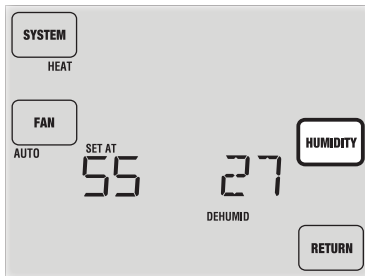 SYSTEM
HEAT
FAN
AUTO
SET AT
55
27
DEHUMID
HUMIDITY
RETURN